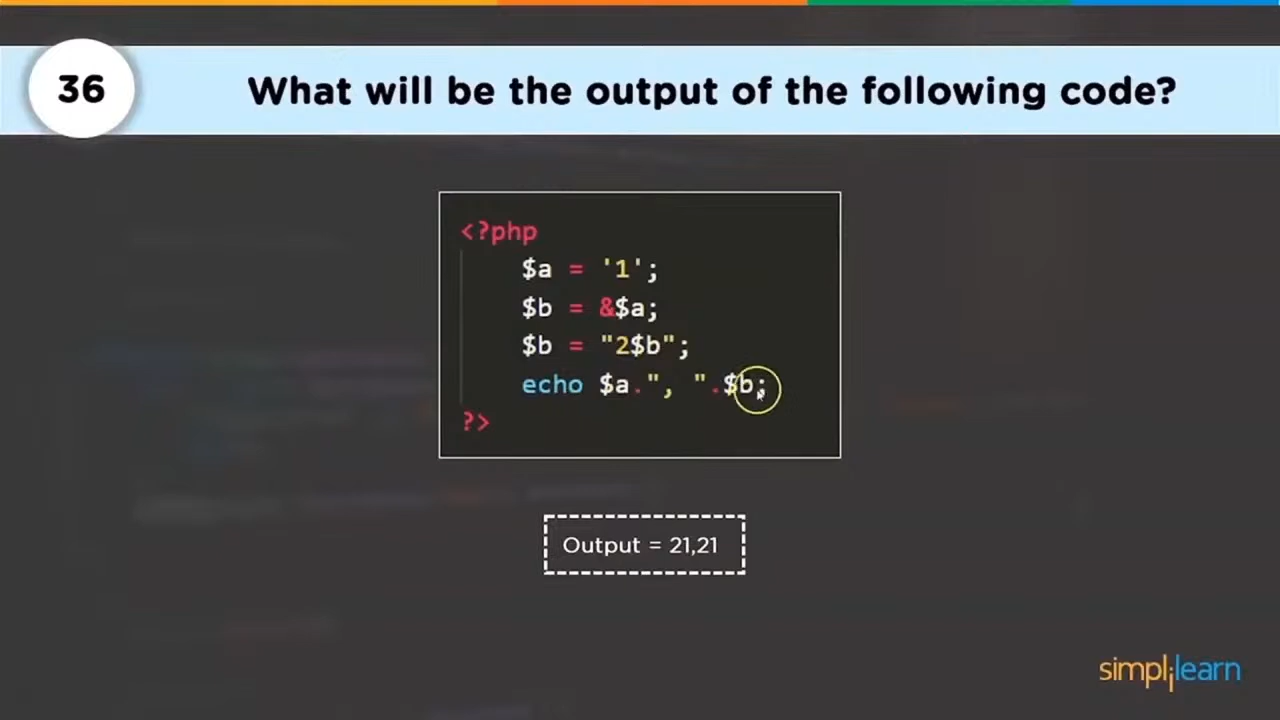 36
What will be the output of the following code?
<?php
$a = '1';
$b = &$a;
$b = "2$b";
echo $a.", ".$b;
?>
Output = 21,21
simplilearn